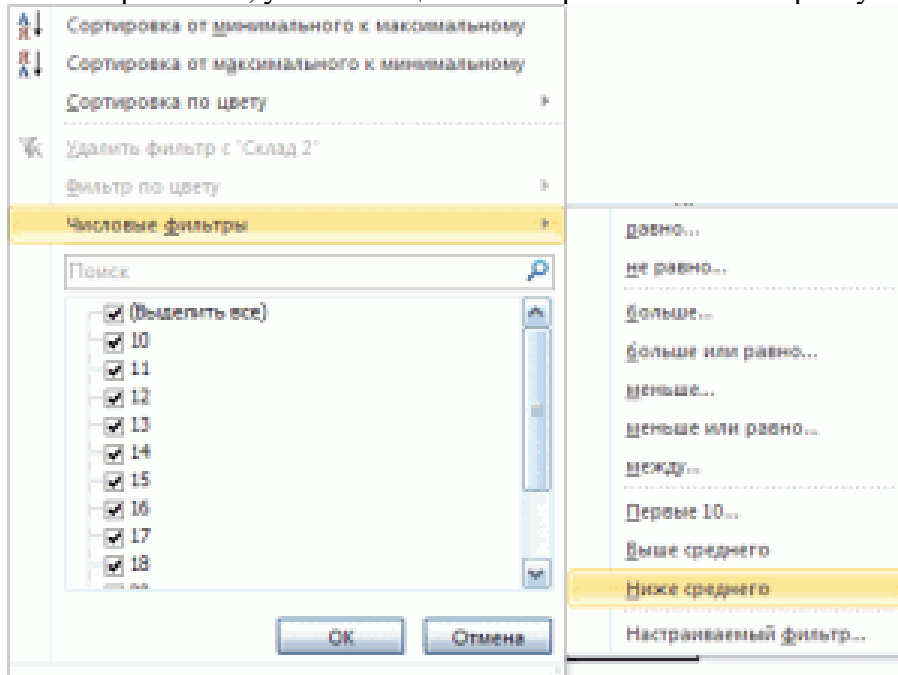 Сортировка от минимального к максимальному
Сортировка от максимального к минимальному
Сортировка по цвету
Удалить фильтр с "Склад 2"
Фильтр по цвету
Числовые фильтры
Поиск
(Выделить все)
10
11
12
13
14
15
16
17
18
ОК
Отмена
равно...
не равно...
больше...
больше или равно...
меньше...
меньше или равно...
между...
Первые 10...
Выше среднего
Ниже среднего
Настраиваемый фильтр...